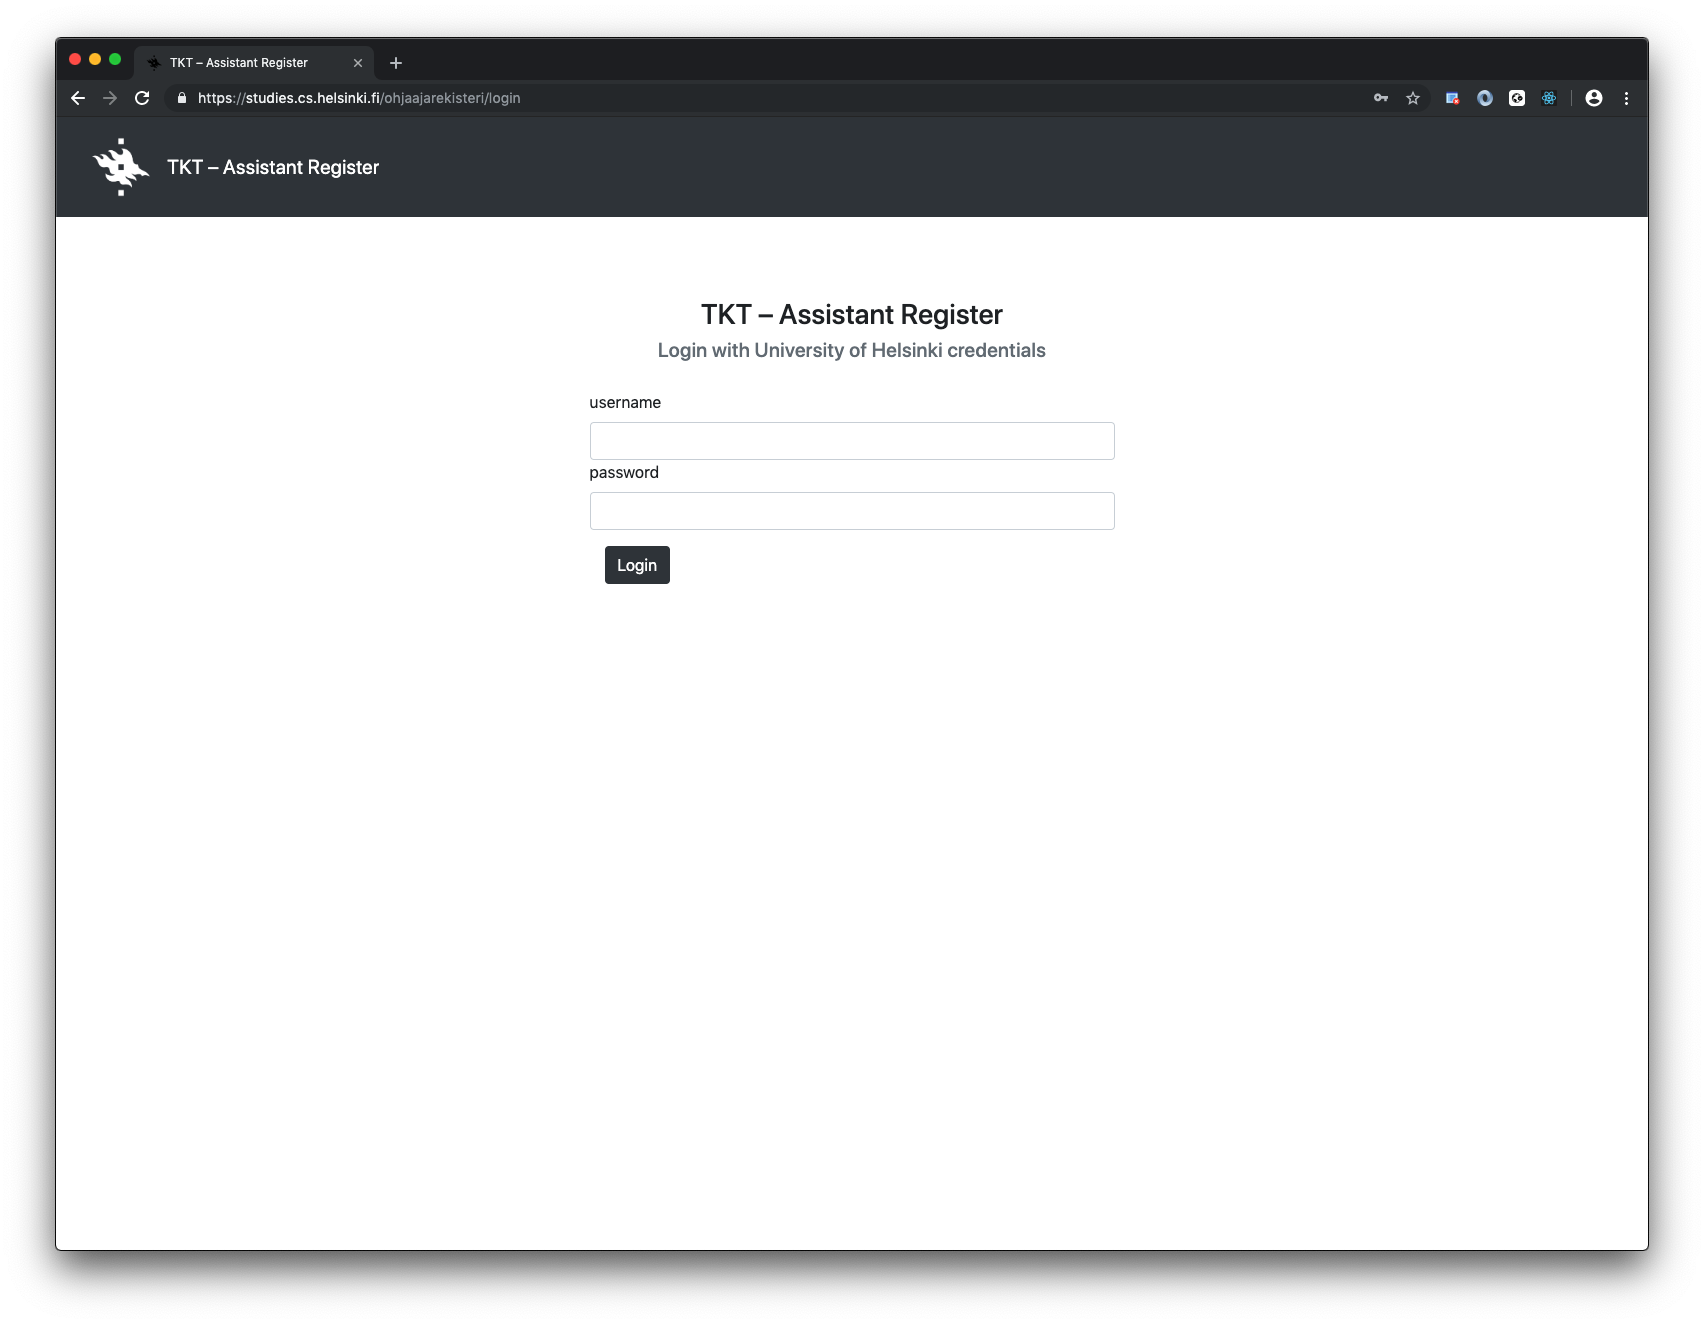 TKT – Assistant Register
https://studies.cs.helsinki.fi/ohjaajarekisteri/login
TKT – Assistant Register
TKT – Assistant Register
Login with University of Helsinki credentials
username
password
Login